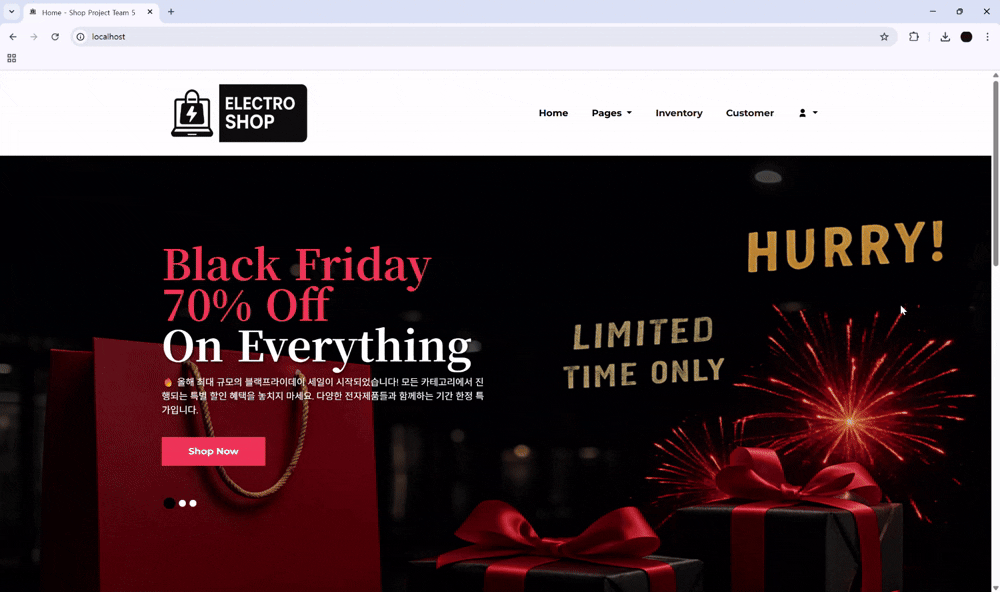 Home - Shop Project Team 5
localhost
ELECTRO
SHOP
Home
Pages
Inventory
Customer
HURRY!
Black Friday
70% Off
On Everything
LIMITED
TIME ONLY
🔥 올해 최대 규모의 블랙프라이데이 세일이 시작되었습니다! 모든 카테고리에서 진
행되는 특별 할인 혜택을 놓치지 마세요. 다양한 전자제품들과 함께하는 기간 한정 특
가입니다.
Shop Now